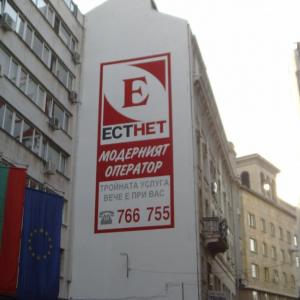 Е
ЕСТНЕТ
МОДЕРНИЯТ
ОПЕРАТОР
ТРОЙНАТА УСЛУГА
ВЕЧЕ Е ПРИ ВАС
☎ 766 755